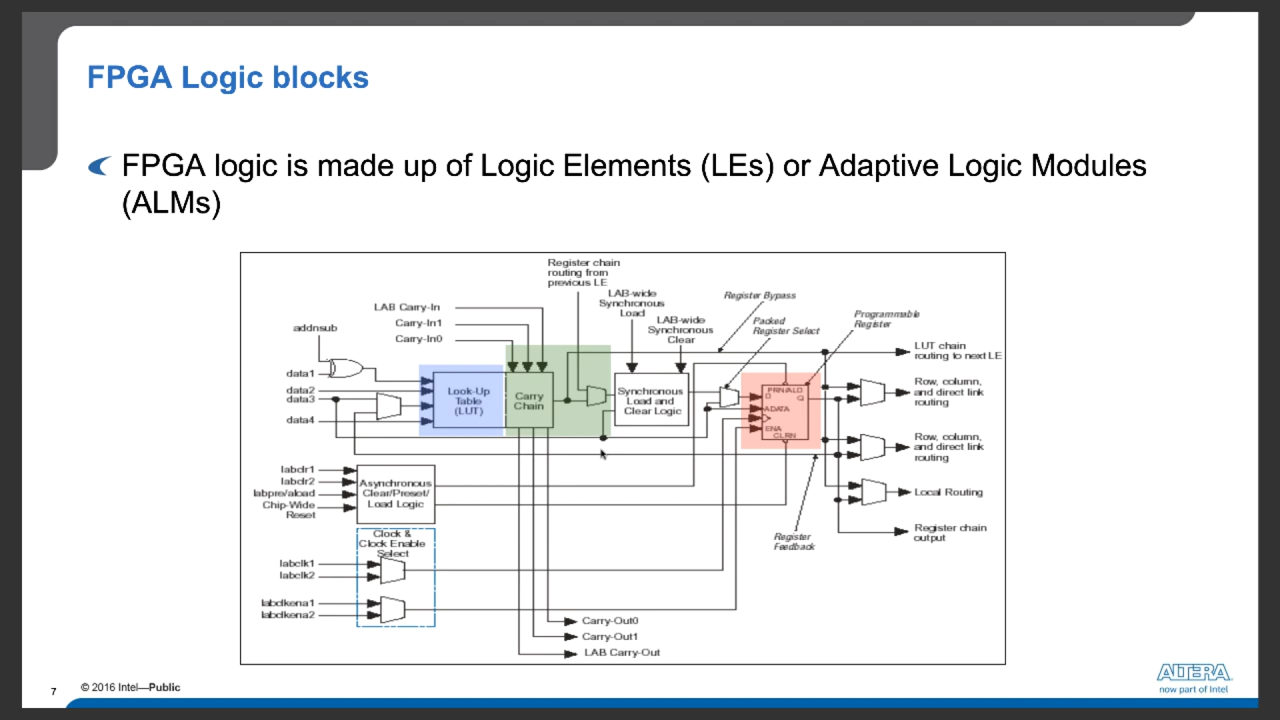 FPGA Logic blocks
FPGA logic is made up of Logic Elements (LEs) or Adaptive Logic Modules
(ALMs)
Register chain
routing from
previous LE
LAB-wide
Synchronous
Load
LAB-wide
Synchronous
Clear
Register Bypass
Packed
Register Select
Programmable
Register
LAB Carry-In
Carry-In1
Carry-In0
addnsub
data1
data2
data3
data4
Look-Up
Table
(LUT)
Carry
Chain
Synchronous
Load and
Clear Logic
PRN/ALD
D
Q
ADATA
ENA
CLRN
LUT chain
routing to next LE
Row, column,
and direct link
routing
Row, column,
and direct link
routing
Local Routing
Register chain
output
Register
Feedback
labclr1
labclr2
labpre/aload
Chip-Wide
Reset
Asynchronous
Clear/Preset/
Load Logic
Clock &
Clock Enable
Select
labclk1
labclk2
labclkena1
labclkena2
Carry-Out0
Carry-Out1
LAB Carry-Out
7
© 2016 Intel—Public
ALTERA
now part of Intel